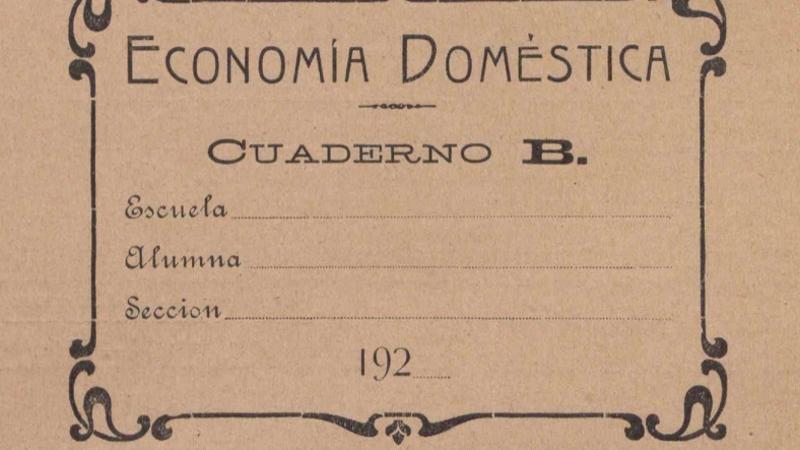 ECONOMÍA DOMÉSTICA
CUADERNO B.
Escuela
Alumna
Seccion
192